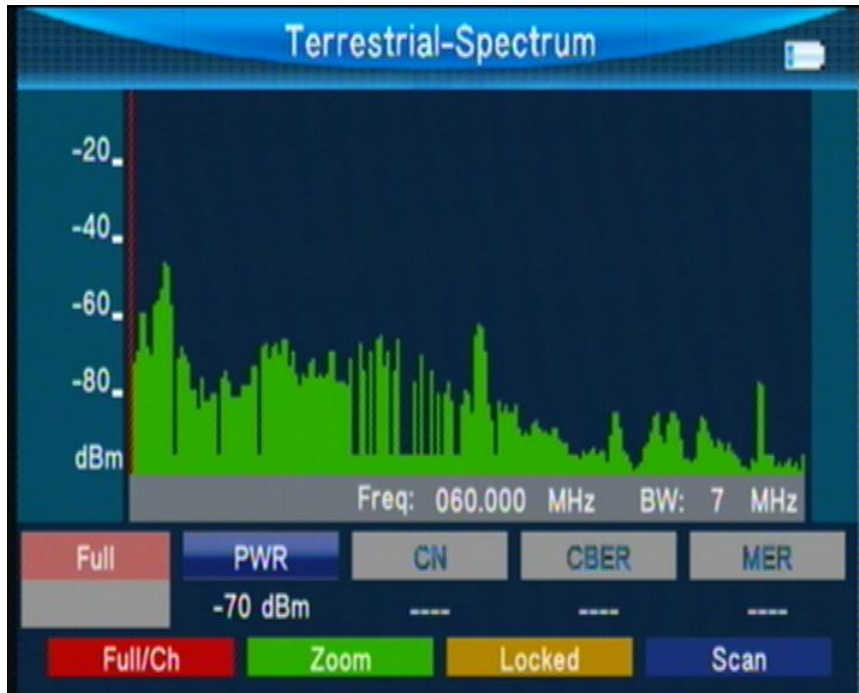 Terrestrial-Spectrum
-20
-40
-60
-80
dBm
Freq: 060.000 MHz BW: 7 MHz
Full PWR CN CBER MER
-70 dBm ---- ---- ----
Full/Ch Zoom Locked Scan